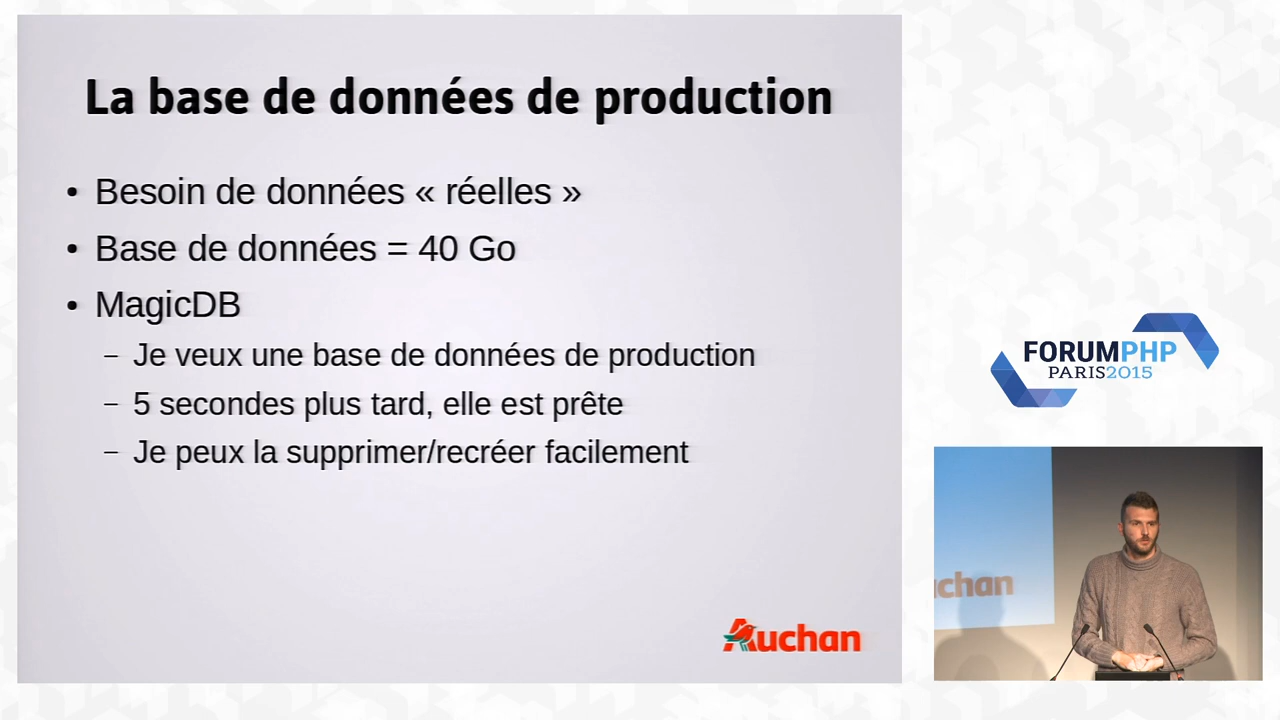 La base de données de production
• Besoin de données « réelles »
• Base de données = 40 Go
• MagicDB
– Je veux une base de données de production
– 5 secondes plus tard, elle est prête
– Je peux la supprimer/recréer facilement
Auchan
FORUMPHP
PARIS2015
uchan